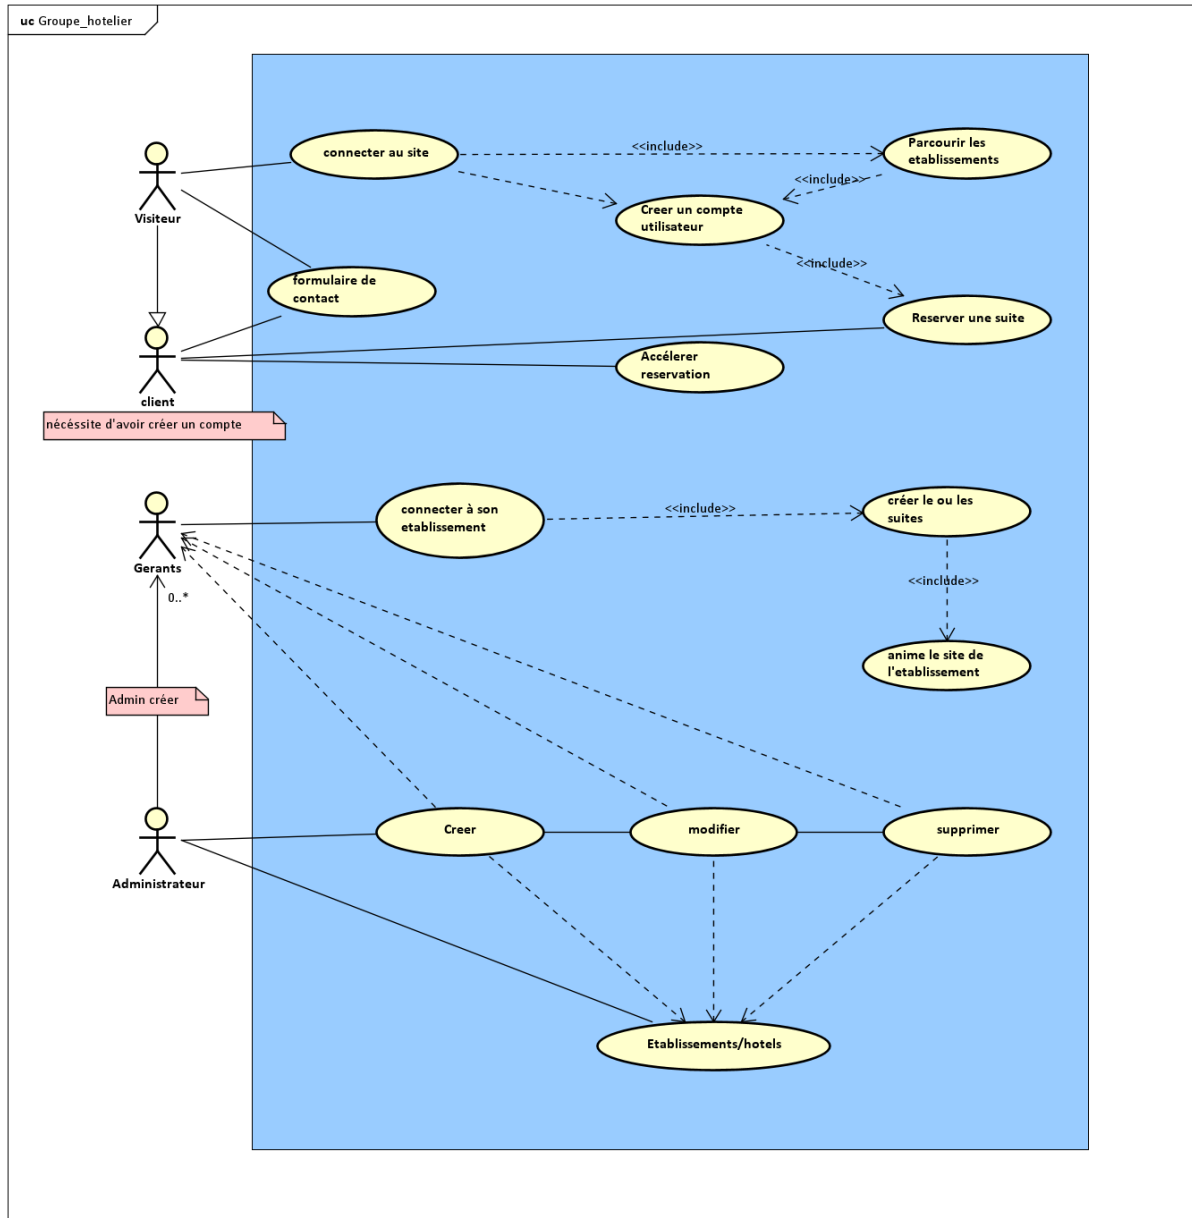 uc Groupe_hotelier
connecter au site
<<include>>
Parcourir les
etablissements
<<include>>
Visiteur
Creer un compte
utilisateur
<<include>>
formulaire de
contact
Reserver une suite
Accélerer
reservation
client
nécéssite d'avoir créer un compte
connecter à son
etablissement
<<include>>
créer le ou les
suites
Gerants
0..*
<<include>>
anime le site de
l'etablissement
Admin créer
Creer
modifier
supprimer
Administrateur
Etablissements/hotels